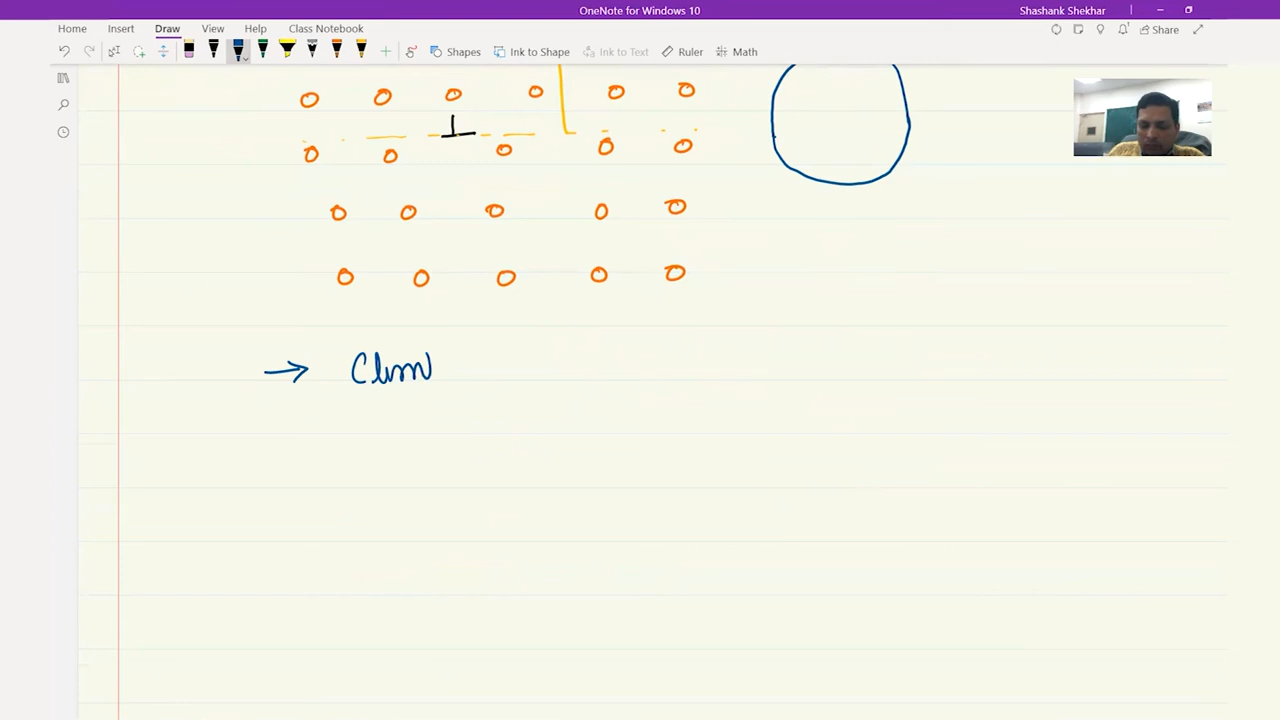 OneNote for Windows 10
Shashank Shekhar
Home Insert Draw View Help Class Notebook
Share
Shapes Ink to Shape Ink to Text Ruler Math
→ Clim